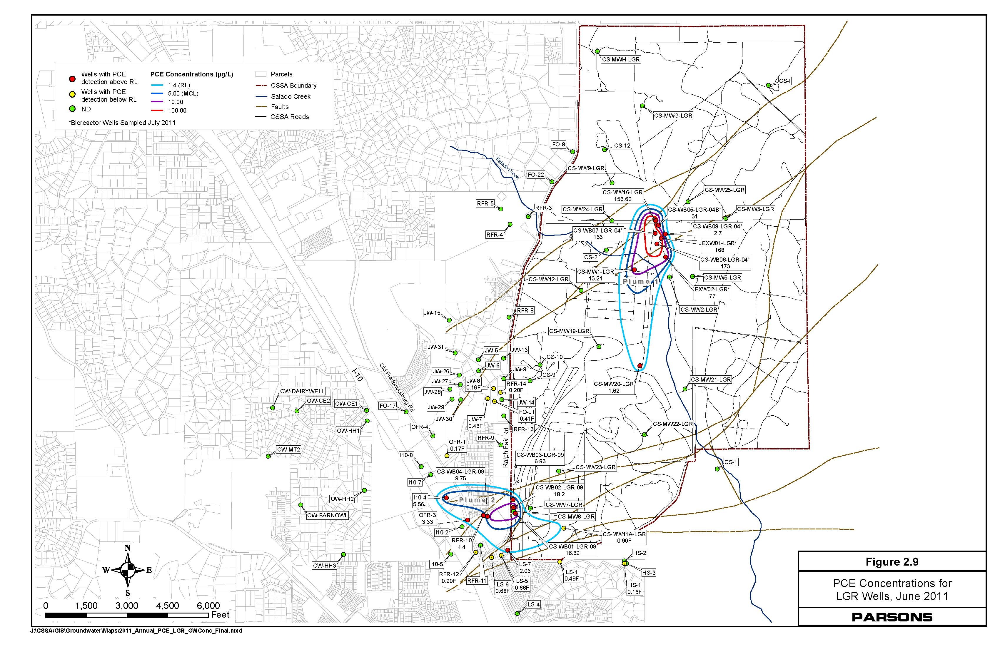 CS-MWH-LGR
Wells with PCE
detection above RL
Wells with PCE
detection below RL
ND
*Bioreactor Wells Sampled July 2011
PCE Concentrations (µg/L)
1.4 (RL)
5.00 (MCL)
10.00
100.00
Parcels
CSSA Boundary
Salado Creek
Faults
CSSA Roads
CS-I
CS-MWG-LGR
FO-8
CS-12
Salado Creek
CS-MW9-LGR
FO-22
CS-MW25-LGR
CS-MW16-LGR
156.62
RFR-5
RFR-3
CS-MW24-LGR
CS-WB05-LGR-04B*
31
CS-MW3-LGR
RFR-4
CS-WB07-LGR-04*
155
CS-WB08-LGR-04*
2.7
EXW01-LGR*
168
CS-2
CS-WB06-LGR-04*
173
CS-MW1-LGR
13.21
CS-MW12-LGR
Plume 1
CS-MW5-LGR
EXW02-LGR*
77
CS-MW2-LGR
JW-15
RFR-8
CS-MW19-LGR
JW-31
JW-5
JW-13
CS-10
JW-6
I-10
Old Fredericksburg Rd.
JW-26
JW-9
CS-9
JW-27
JW-8
0.16F
RFR-14
0.20F
CS-MW20-LGR
1.62
CS-MW21-LGR
JW-28
OW-DAIRYWELL
OW-CE2
OW-CE1
FO-17
JW-29
JW-14
JW-30
FO-J1
0.41F
JW-7
0.43F
OW-HH1
OFR-4
RFR-13
CS-MW22-LGR
Ralph Fair Rd.
RFR-9
OFR-1
0.17F
OW-MT2
I10-8
CS-WB03-LGR-09
6.83
CS-MW23-LGR
CS-1
CS-WB04-LGR-09
9.75
I10-7
CS-WB02-LGR-09
18.2
I10-4
5.56J
Plume 2
OW-HH2
CS-MW7-LGR
OW-BARNOWL
OFR-3
3.33
CS-MW8-LGR
I10-2
CS-MW11A-LGR
0.90F
RFR-10
4.4
CS-WB01-LGR-09
16.32
HS-2
OW-HH3
I10-5
LS-7
2.05
HS-3
RFR-12
0.20F
RFR-11
LS-1
0.49F
LS-6
0.68F
LS-5
0.66F
HS-1
0.16F
LS-4
N
W
E
S
0
1,500
3,000
4,500
6,000
Feet
Figure 2.9
PCE Concentrations for
LGR Wells, June 2011
PARSONS
J:\CSSA\GIS\Groundwater\Maps\2011_Annual_PCE_LGR_GWConc_Final.mxd